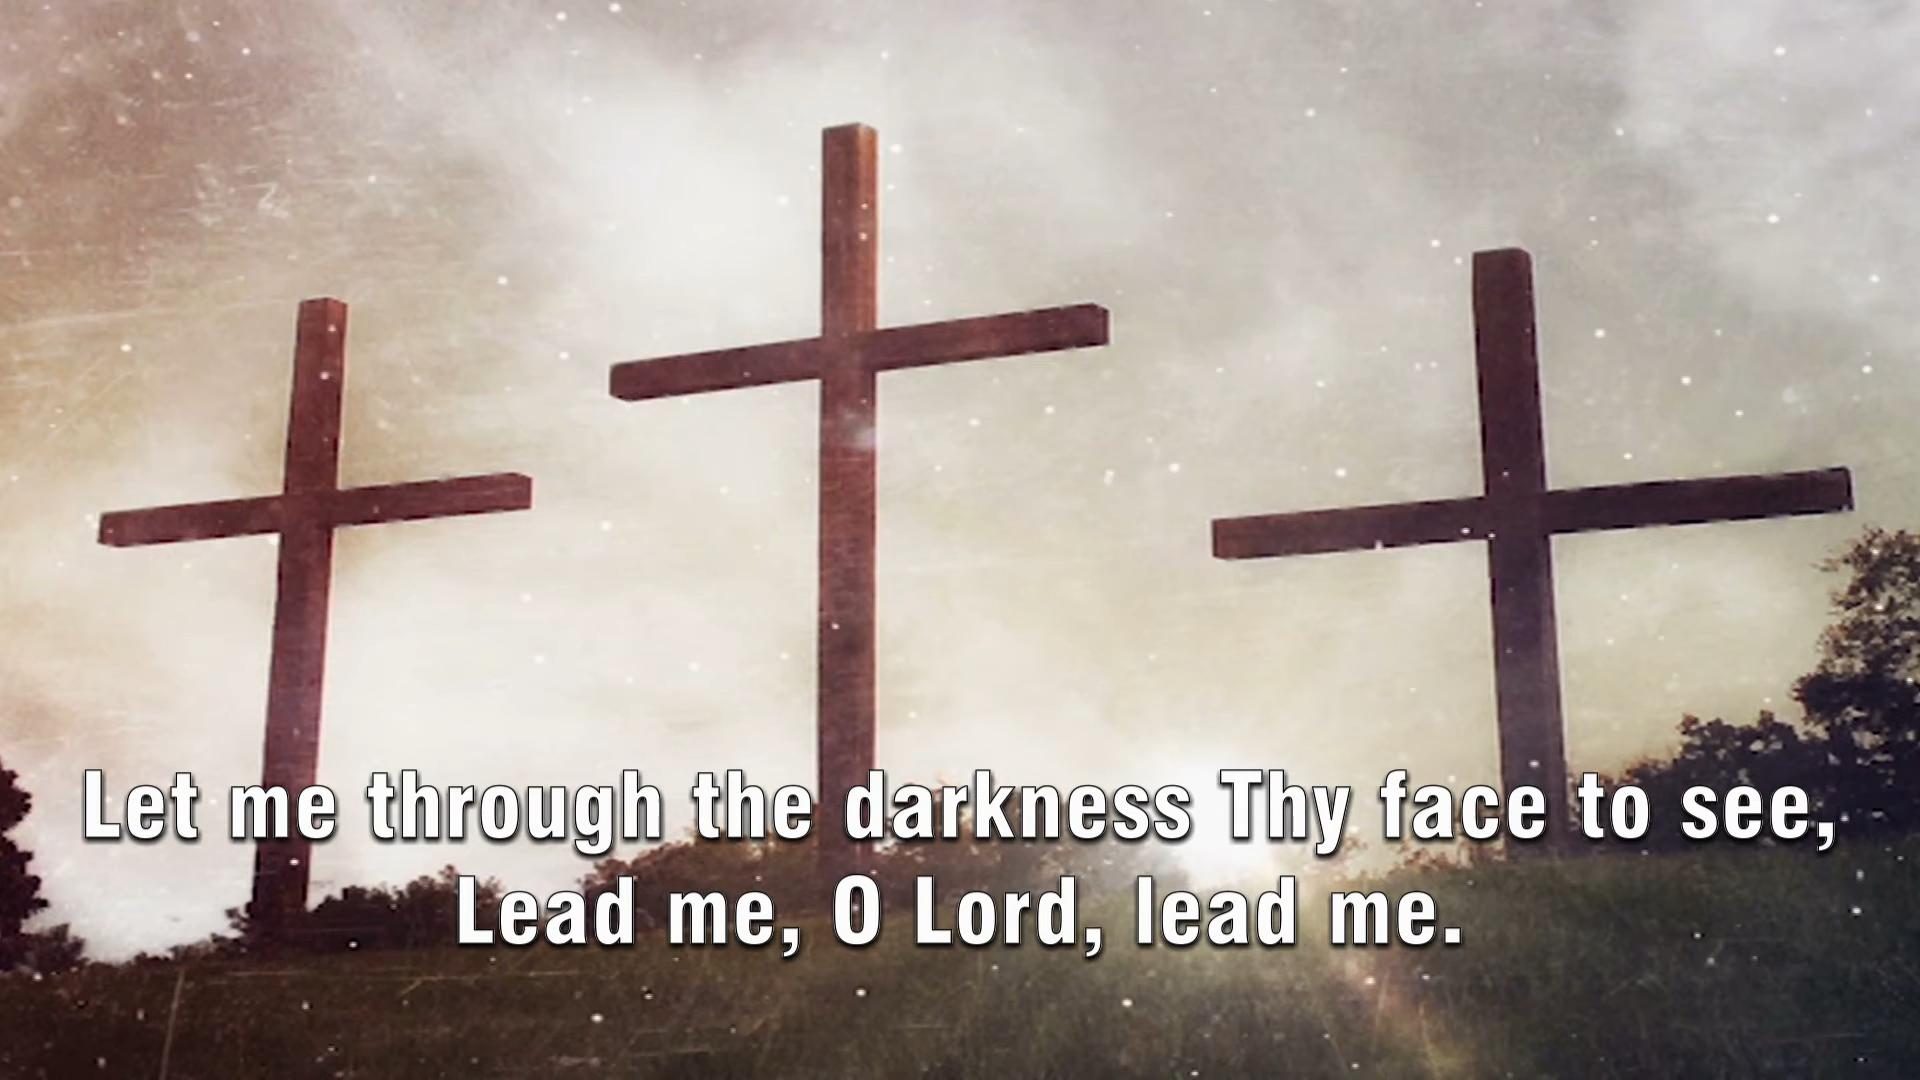 Let me through the darkness Thy face to see,
Lead me, O Lord, lead me.